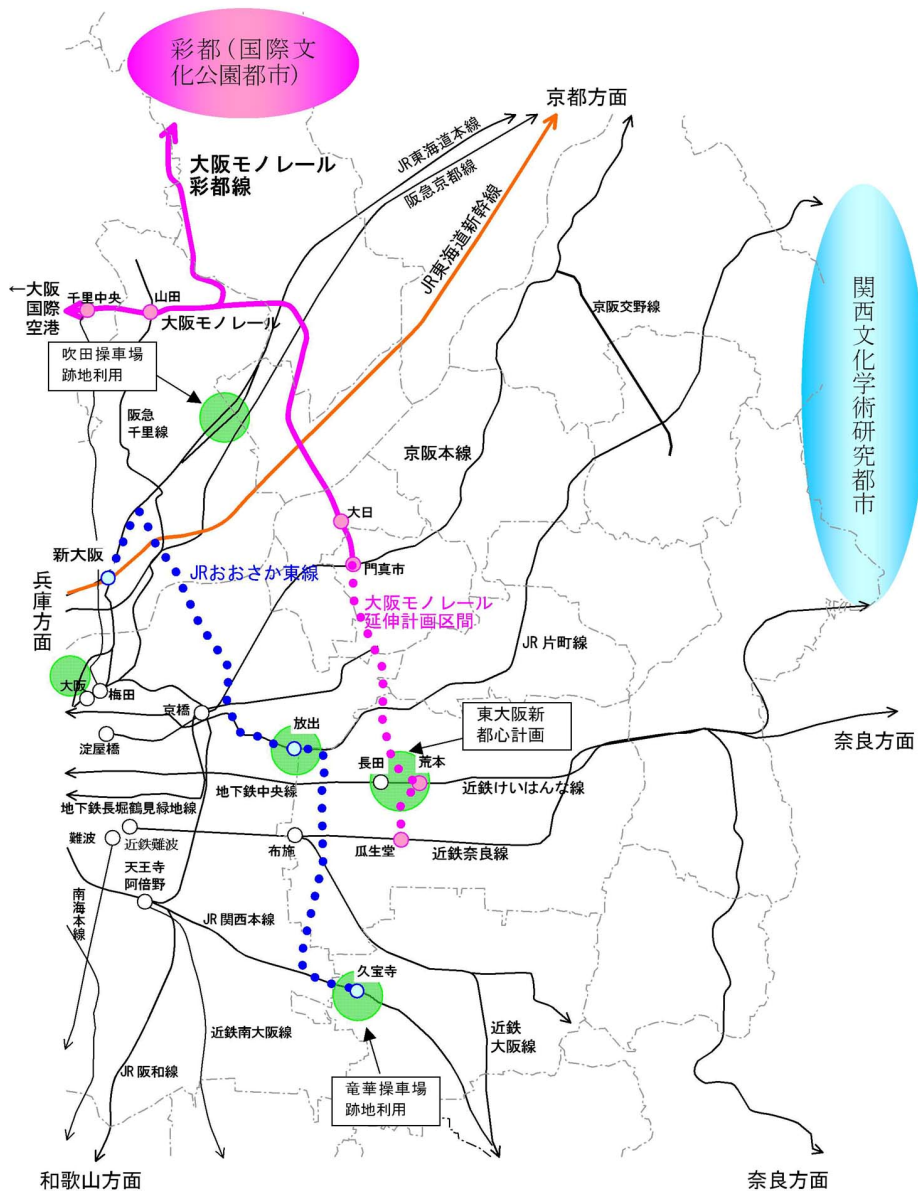 彩都(国際文
化公園都市)
京都方面
JR東海道本線
阪急京都線
JR東海道新幹線
大阪モノレール
彩都線
←大阪
国際
空港
千里中央
山田
大阪モノレール
京阪交野線
関西文化学術研究都市
吹田操車場
跡地利用
阪急
千里線
京阪本線
大日
新大阪
門真市
JRおおさか東線
兵庫方面
大阪モノレール
延伸計画区間
JR片町線
大阪
梅田
京橋
淀屋橋
放出
東大阪新
都心計画
奈良方面
長田
荒本
地下鉄中央線
近鉄けいはんな線
地下鉄長堀鶴見緑地線
難波
近鉄難波
布施
瓜生堂
近鉄奈良線
天王寺
阿倍野
南海本線
JR関西本線
久宝寺
近鉄南大阪線
近鉄
大阪線
JR阪和線
竜華操車場
跡地利用
和歌山方面
奈良方面